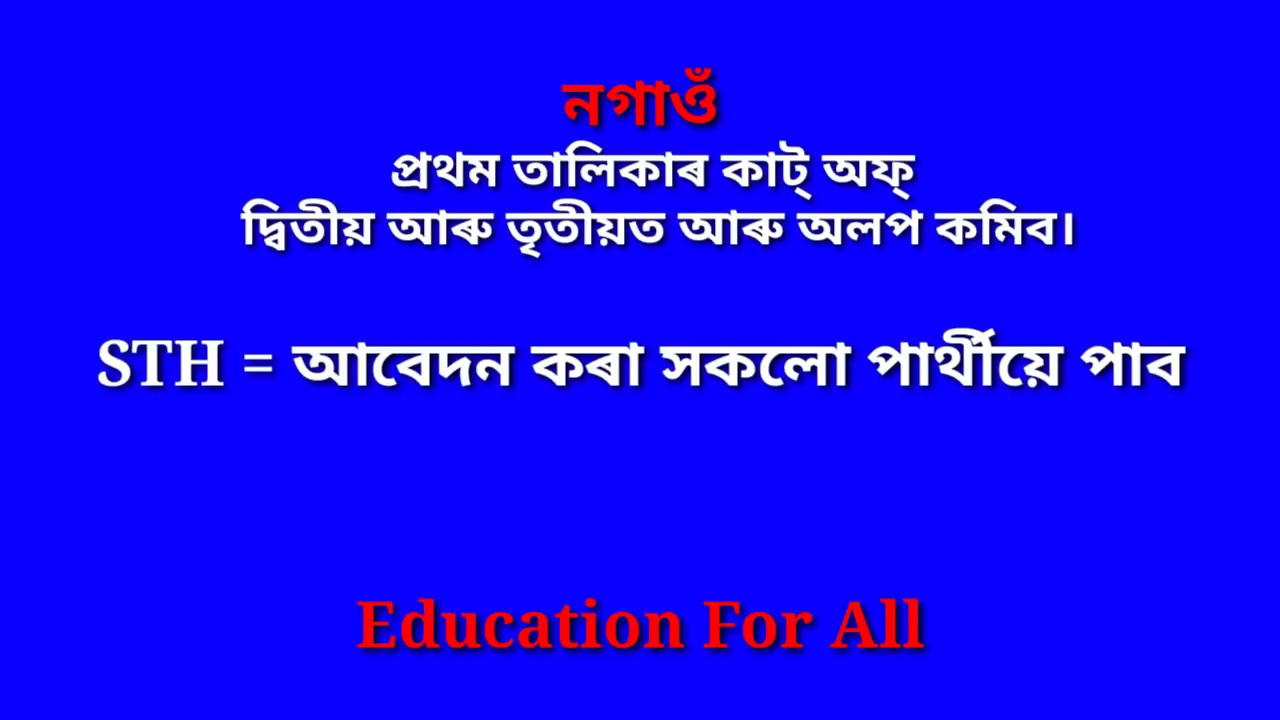 নগাওঁ
প্ৰথম তালিকাৰ কাট্ অফ্
দ্বিতীয় আৰু তৃতীয়ত আৰু অলপ কমিব।
STH = আবেদন কৰা সকলো পাৰ্থীয়ে পাব
Education For All